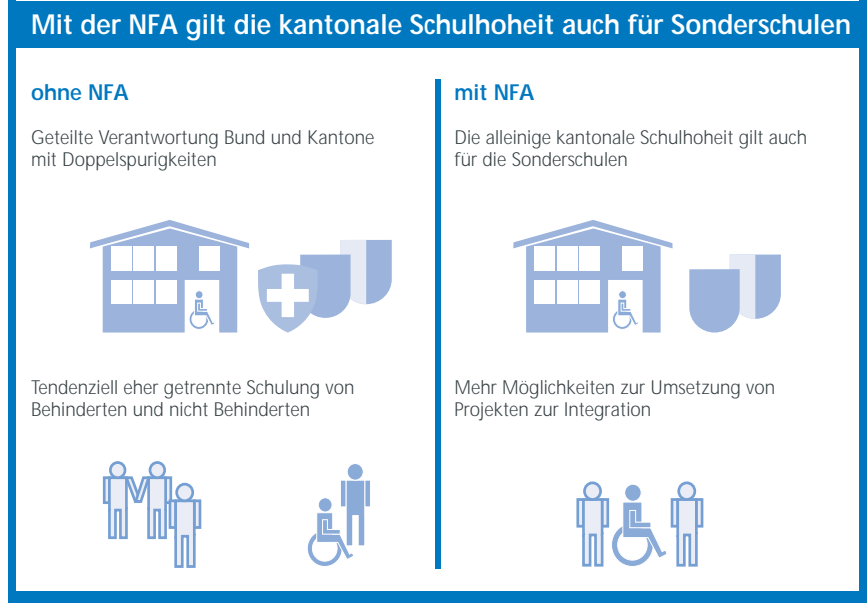 Mit der NFA gilt die kantonale Schulhoheit auch für Sonderschulen
ohne NFA
Geteilte Verantwortung Bund und Kantone
mit Doppelspurigkeiten
Tendenziell eher getrennte Schulung von
Behinderten und nicht Behinderten
mit NFA
Die alleinige kantonale Schulhoheit gilt auch
für die Sonderschulen
Mehr Möglichkeiten zur Umsetzung von
Projekten zur Integration